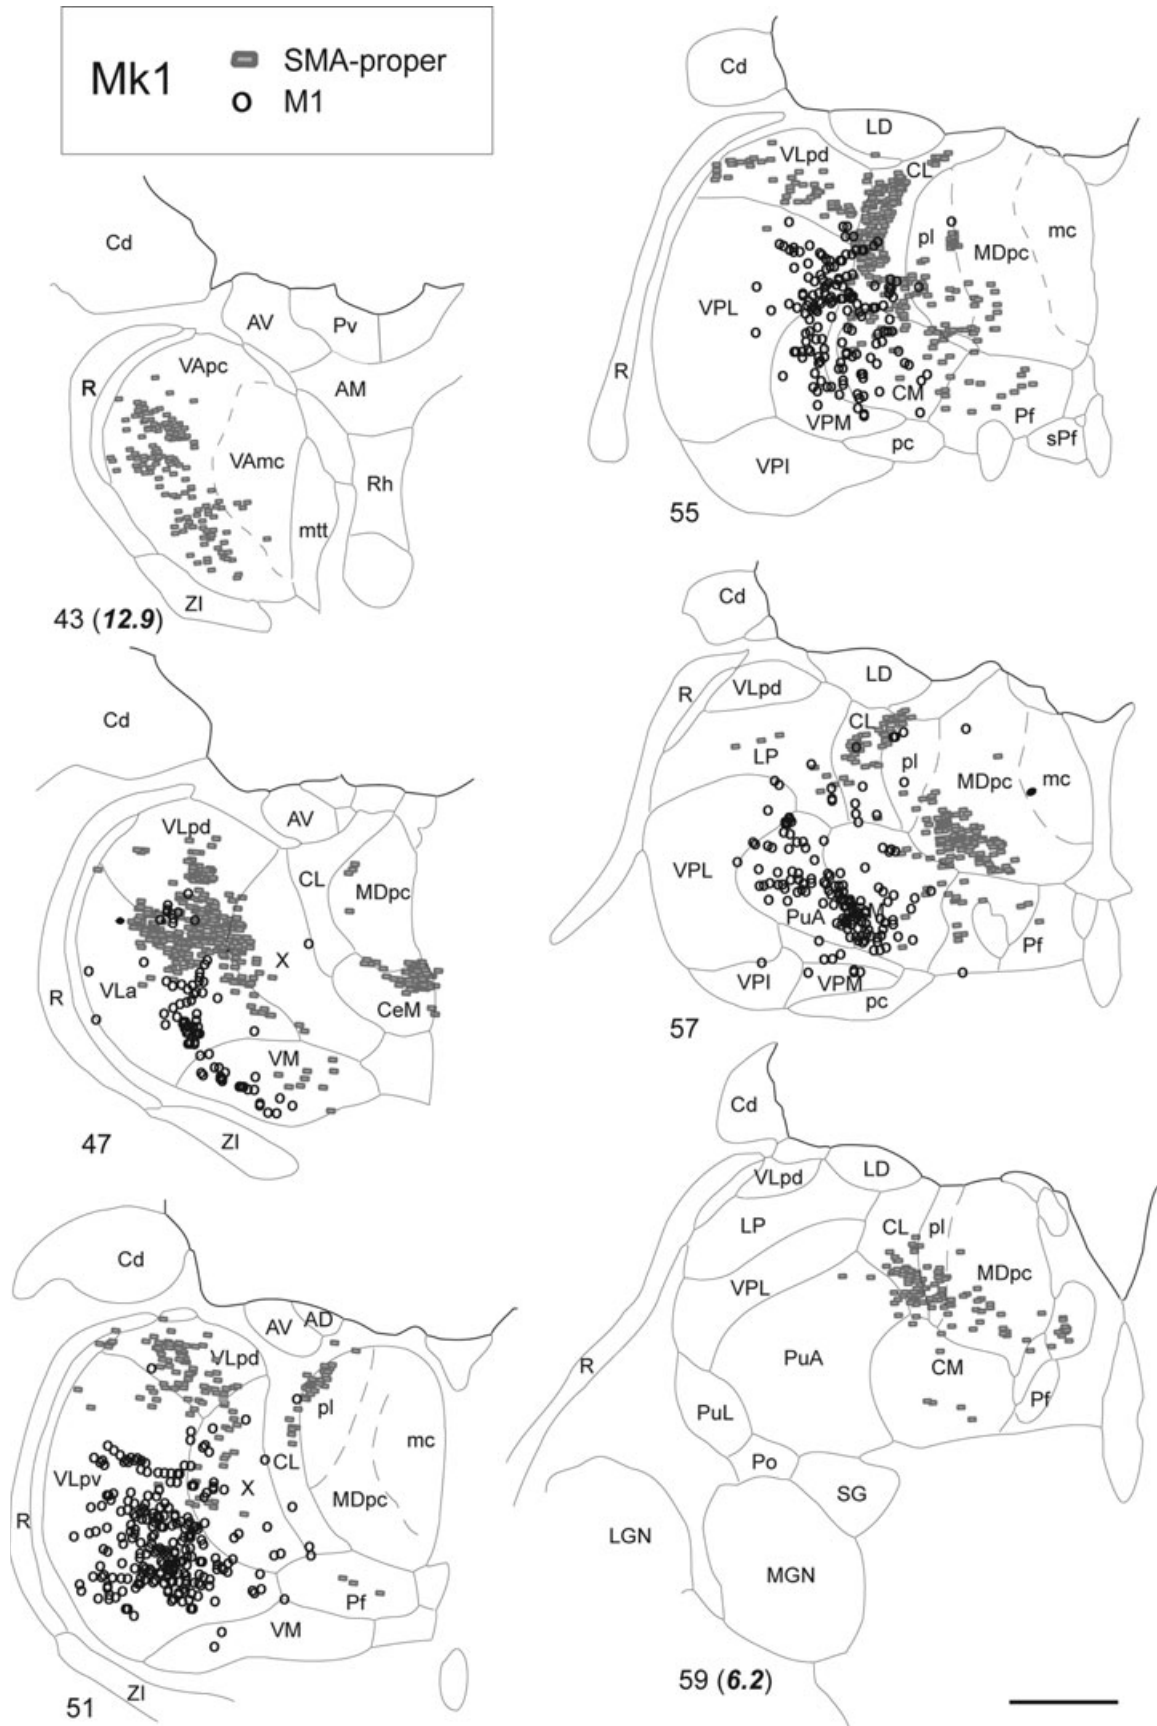 Mk1
SMA-proper
M1
Cd
AV
Pv
VApc
AM
R
VAmc
Rh
mtt
ZI
43 (12.9)
Cd
VLpd
AV
CL
MDpc
X
VLa
R
CeM
VM
47
ZI
Cd
AV
AD
VLpd
pl
mc
CL
VLpv
X
MDpc
R
Pf
VM
ZI
51
Cd
LD
VLpd
CL
pl
mc
MDpc
VPL
R
CM
VPM
Pf
pc
sPf
VPI
55
Cd
LD
R
VLpd
CL
LP
pl
MDpc
mc
VPL
PuA
M
Pf
VPI
VPM
pc
57
Cd
VLpd
LD
LP
CL
pl
VPL
MDpc
PuA
CM
R
Pf
PuL
Po
SG
LGN
MGN
59 (6.2)